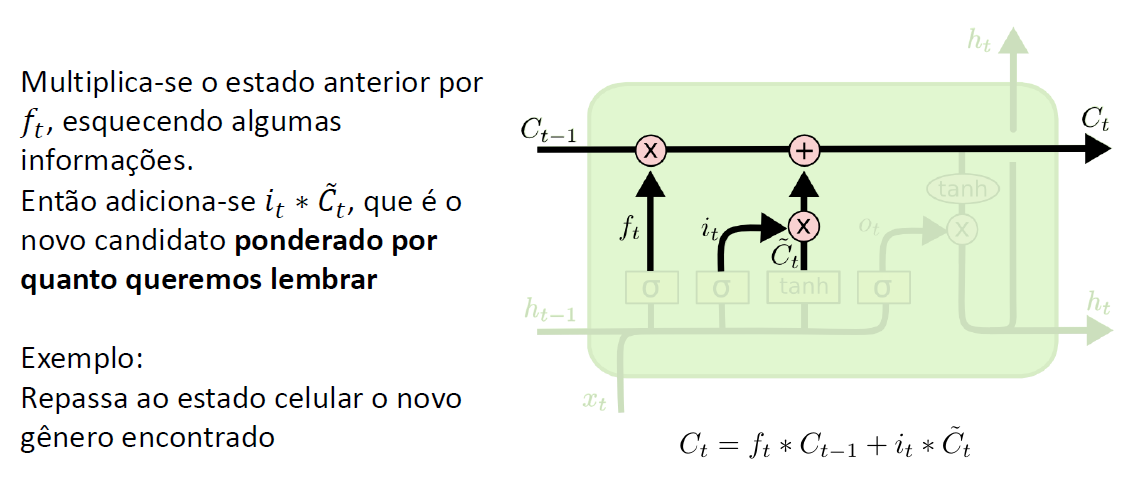 Multiplica-se o estado anterior por
f_t, esquecendo algumas
informações.
Então adiciona-se i_t ∗ C̃_t, que é o
novo candidato ponderado por
quanto queremos lembrar
Exemplo:
Repassa ao estado celular o novo
gênero encontrado
h_t
C_{t−1}
C_t
x
+
tanh
f_t
i_t
x
o_t
x
C̃_t
σ
σ
tanh
σ
h_{t−1}
h_t
x_t
C_t = f_t ∗ C_{t−1} + i_t ∗ C̃_t